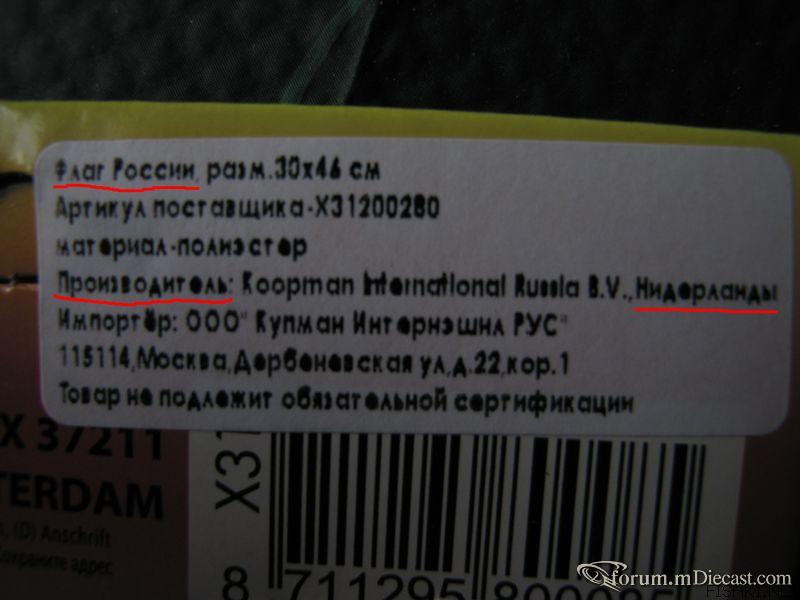 Флаг России, разм.30х46 см
Артикул поставщика-X31200280
материал-полиэстер
Производитель: Koopman International Russia B.V.,Нидерланды
Импортёр: ООО" Купман Интернэшнл РУС"
115114,Москва,Дербеневская ул,д.22,кор.1
Товар не подлежит обязательной сертификации
X 37211
TERDAM
(D) Anschrift
Сохраните адрес
X31
8 711295
forum.mDiecast.com
FISHKI.NET